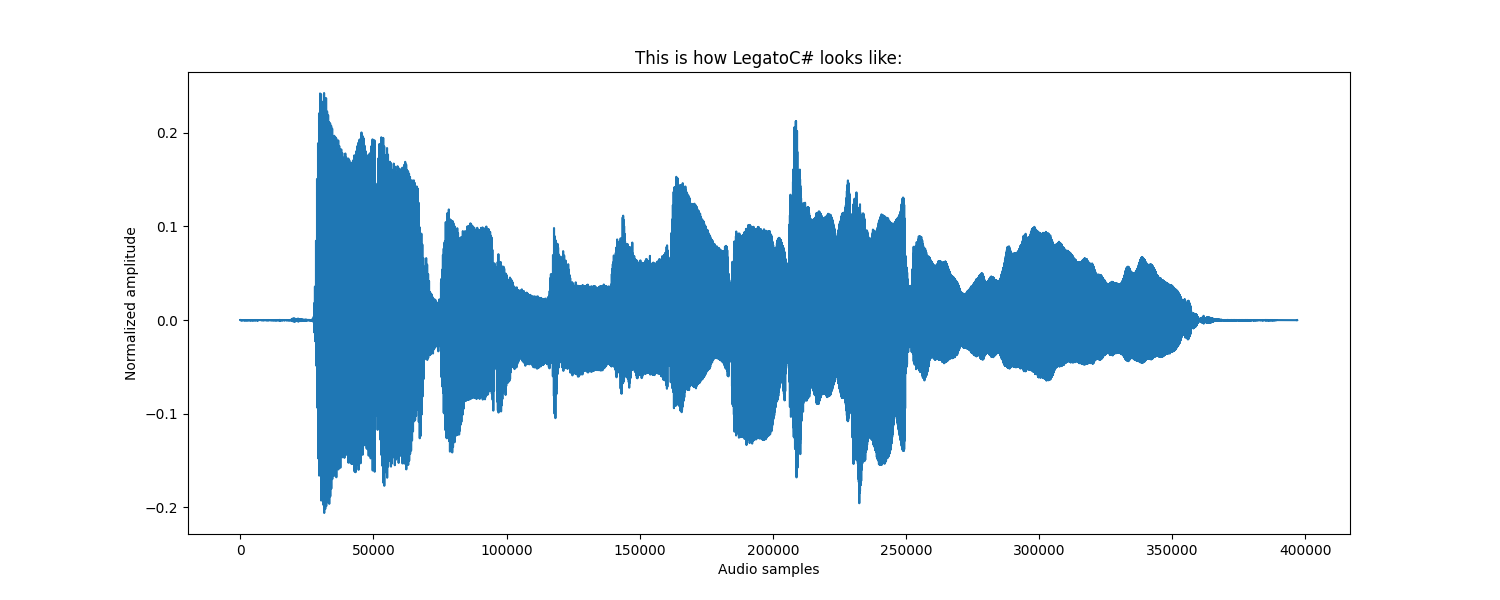 This is how LegatoC# looks like:
Normalized amplitude
0.2
0.1
0.0
−0.1
−0.2
0 50000 100000 150000 200000 250000 300000 350000 400000
Audio samples